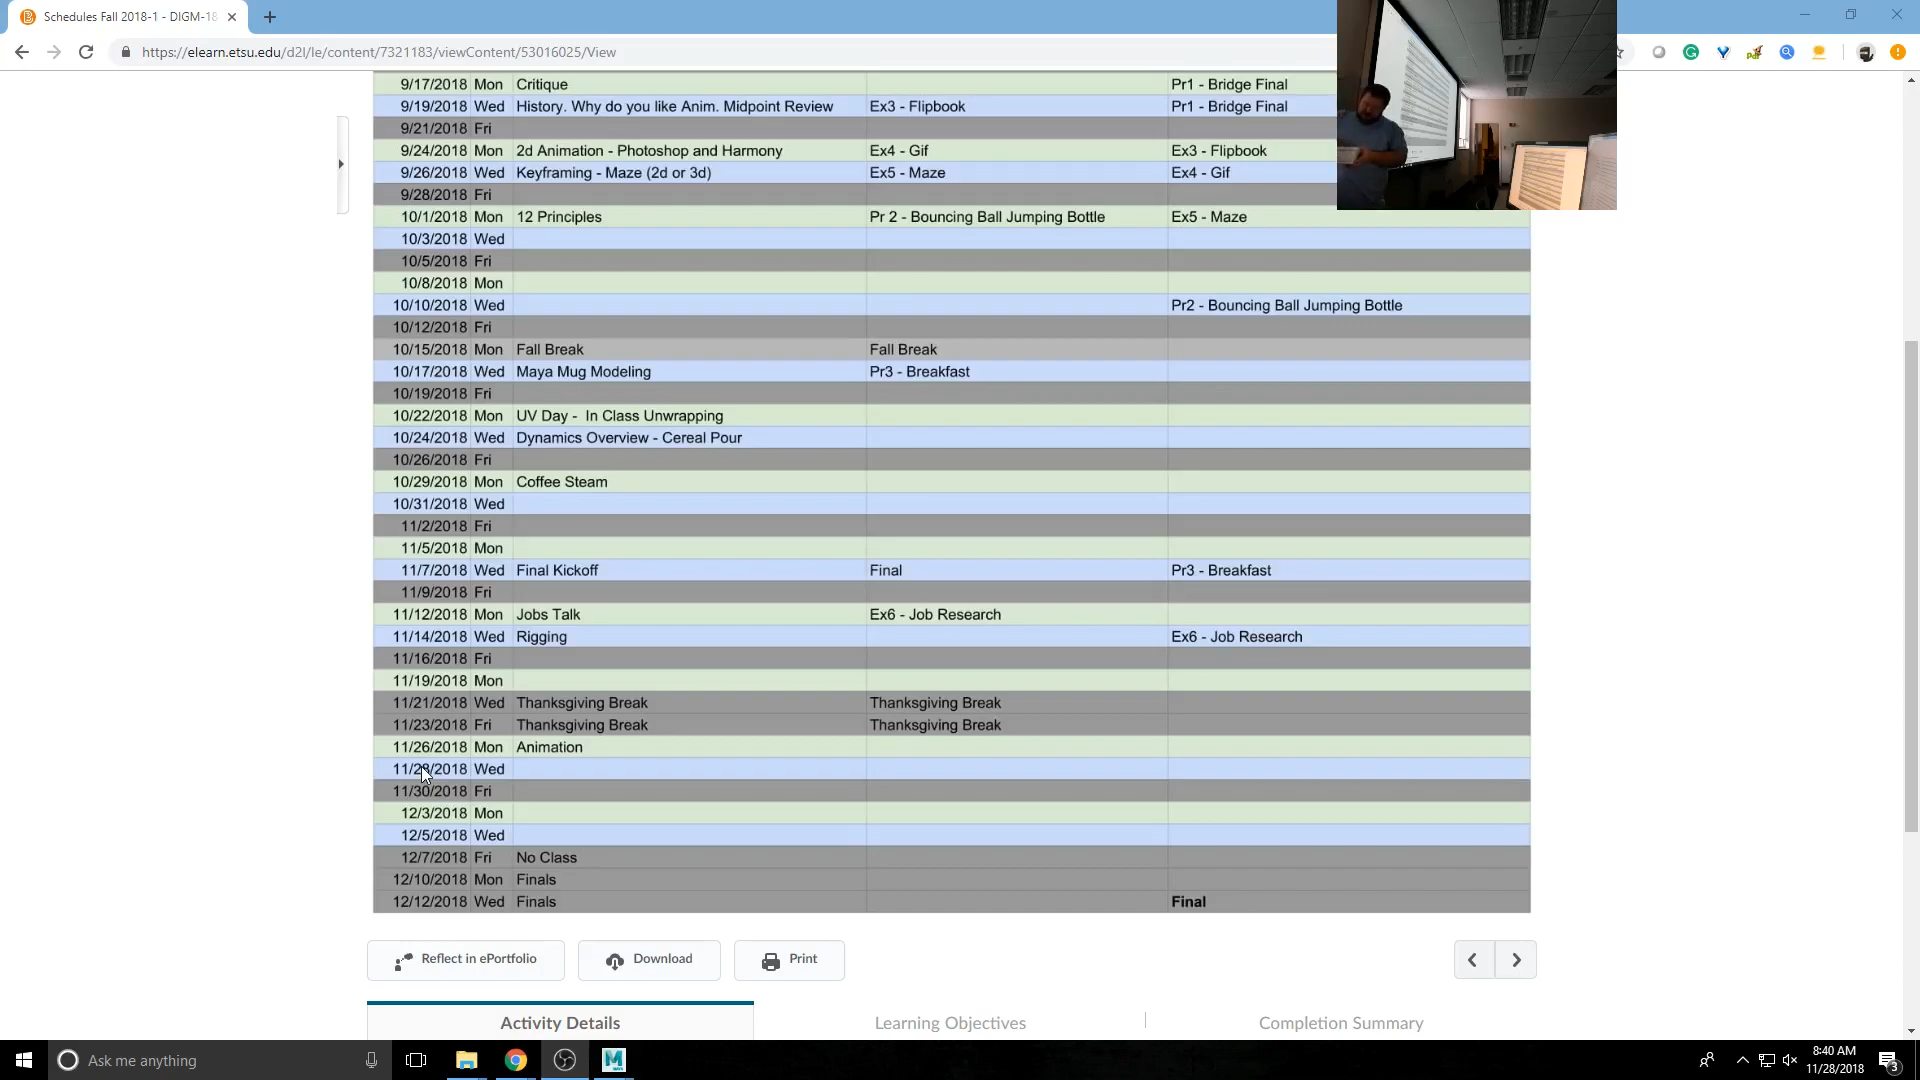 Schedules Fall 2018-1 - DIGM-18
https://elearn.etsu.edu/d2l/le/content/7321183/viewContent/53016025/View
9/17/2018 Mon Critique Pr1 - Bridge Final
9/19/2018 Wed History. Why do you like Anim. Midpoint Review Ex3 - Flipbook Pr1 - Bridge Final
9/21/2018 Fri
9/24/2018 Mon 2d Animation - Photoshop and Harmony Ex4 - Gif Ex3 - Flipbook
9/26/2018 Wed Keyframing - Maze (2d or 3d) Ex5 - Maze Ex4 - Gif
9/28/2018 Fri
10/1/2018 Mon 12 Principles Pr 2 - Bouncing Ball Jumping Bottle Ex5 - Maze
10/3/2018 Wed
10/5/2018 Fri
10/8/2018 Mon
10/10/2018 Wed Pr2 - Bouncing Ball Jumping Bottle
10/12/2018 Fri
10/15/2018 Mon Fall Break Fall Break
10/17/2018 Wed Maya Mug Modeling Pr3 - Breakfast
10/19/2018 Fri
10/22/2018 Mon UV Day - In Class Unwrapping
10/24/2018 Wed Dynamics Overview - Cereal Pour
10/26/2018 Fri
10/29/2018 Mon Coffee Steam
10/31/2018 Wed
11/2/2018 Fri
11/5/2018 Mon
11/7/2018 Wed Final Kickoff Final Pr3 - Breakfast
11/9/2018 Fri
11/12/2018 Mon Jobs Talk Ex6 - Job Research
11/14/2018 Wed Rigging Ex6 - Job Research
11/16/2018 Fri
11/19/2018 Mon
11/21/2018 Wed Thanksgiving Break Thanksgiving Break
11/23/2018 Fri Thanksgiving Break Thanksgiving Break
11/26/2018 Mon Animation
11/28/2018 Wed
11/30/2018 Fri
12/3/2018 Mon
12/5/2018 Wed
12/7/2018 Fri No Class
12/10/2018 Mon Finals
12/12/2018 Wed Finals Final
Reflect in ePortfolio Download Print
Activity Details Learning Objectives Completion Summary
Ask me anything
8:40 AM
11/28/2018
3